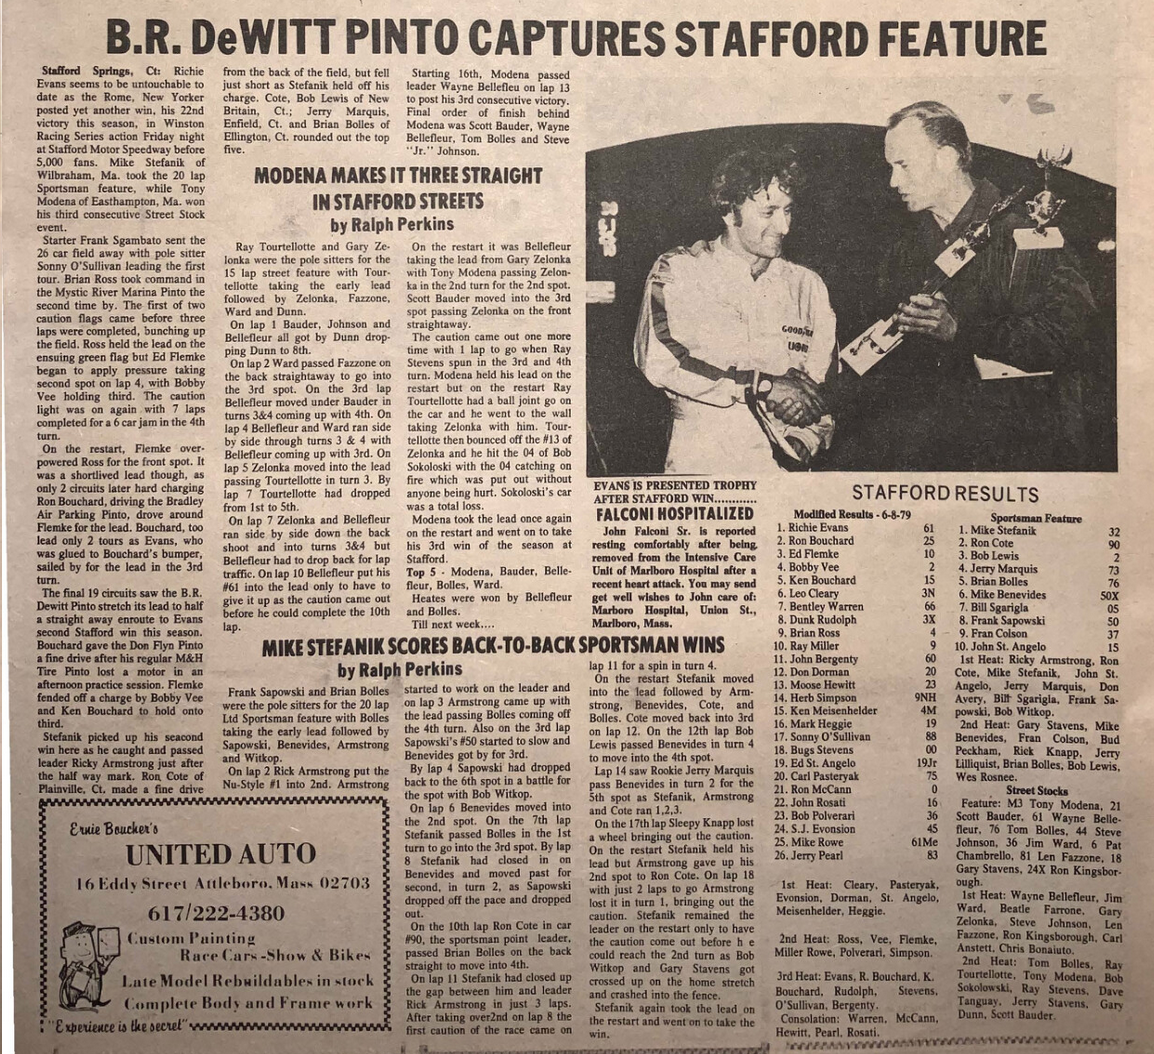 B.R. DeWITT PINTO CAPTURES STAFFORD FEATURE
Stafford Springs, Ct: Richie
Evans seems to be untouchable to
date as the Rome, New Yorker
posted yet another win, his 22nd
victory this season, in Winston
Racing Series action Friday night
at Stafford Motor Speedway before
5,000 fans. Mike Stefanik of
Wilbraham, Ma. took the 20 lap
Sportsman feature, while Tony
Modena of Easthampton, Ma. won
his third consecutive Street Stock
event.
Starter Frank Sgambato sent the
26 car field away with pole sitter
Sonny O'Sullivan leading the first
tour. Brian Ross took command in
the Mystic River Marina Pinto the
second time by. The first of two
caution flags came before three
laps were completed, bunching up
the field. Ross held the lead on the
ensuing green flag but Ed Flemke
began to apply pressure taking
second spot on lap 4, with Bobby
Vee holding third. The caution
light was on again with 7 laps
completed for a 6 car jam in the 4th
turn.
On the restart, Flemke over-
powered Ross for the front spot. It
was a shortlived lead though, as
only 2 circuits later hard charging
Ron Bouchard, driving the Bradley
Air Parking Pinto, drove around
Flemke for the lead. Bouchard, too
lead only 2 tours as Evans, who
was glued to Bouchard's bumper,
sailed by for the lead in the 3rd
turn.
The final 19 circuits saw the B.R.
Dewitt Pinto stretch its lead to half
a straight away enroute to Evans
second Stafford win this season.
Bouchard gave the Don Flyn Pinto
a fine drive after his regular M&H
Tire Pinto lost a motor in an
afternoon practice session. Flemke
fended off a charge by Bobby Vee
and Ken Bouchard to hold onto
third.
Stefanik picked up his seacond
win here as he caught and passed
leader Ricky Armstrong just after
the half way mark. Ron Cote of
Plainville, Ct. made a fine drive
from the back of the field, but fell
just short as Stefanik held off his
charge. Cote, Bob Lewis of New
Britain, Ct.; Jerry Marquis,
Enfield, Ct. and Brian Bolles of
Ellington, Ct. rounded out the top
five.
Starting 16th, Modena passed
leader Wayne Bellefleu on lap 13
to post his 3rd consecutive victory.
Final order of finish behind
Modena was Scott Bauder, Wayne
Bellefleur, Tom Bolles and Steve
"Jr." Johnson.
MODENA MAKES IT THREE STRAIGHT
IN STAFFORD STREETS
by Ralph Perkins
Ray Tourtellotte and Gary Ze-
lonka were the pole sitters for the
15 lap street feature with Tour-
tellotte taking the early lead
followed by Zelonka, Fazzone,
Ward and Dunn.
On lap 1 Bauder, Johnson and
Bellefleur all got by Dunn drop-
ping Dunn to 8th.
On lap 2 Ward passed Fazzone on
the back straightaway to go into
the 3rd spot. On the 3rd lap
Bellefleur moved under Bauder in
turns 3&4 coming up with 4th. On
lap 4 Bellefleur and Ward ran side
by side through turns 3 & 4 with
Bellefleur coming up with 3rd. On
lap 5 Zelonka moved into the lead
passing Tourtellotte in turn 3. By
lap 7 Tourtellotte had dropped
from 1st to 5th.
On lap 7 Zelonka and Bellefleur
ran side by side down the back
shoot and into turns 3&4 but
Bellefleur had to drop back for lap
traffic. On lap 10 Bellefleur put his
#61 into the lead only to have to
give it up as the caution came out
before he could complete the 10th
lap.
On the restart it was Bellefleur
taking the lead from Gary Zelonka
with Tony Modena passing Zelon-
ka in the 2nd turn for the 2nd spot.
Scott Bauder moved into the 3rd
spot passing Zelonka on the front
straightaway.
The caution came out one more
time with 1 lap to go when Ray
Stevens spun in the 3rd and 4th
turn. Modena held his lead on the
restart but on the restart Ray
Tourtellotte had a ball joint go on
the car and he went to the wall
taking Zelonka with him. Tour-
tellotte then bounced off the #13 of
Zelonka and he hit the 04 of Bob
Sokoloski with the 04 catching on
fire which was put out without
anyone being hurt. Sokoloski's car
was a total loss.
Modena took the lead once again
on the restart and went on to take
his 3rd win of the season at
Stafford.
Top 5 - Modena, Bauder, Belle-
fleur, Bolles, Ward.
Heates were won by Bellefleur
and Bolles.
Till next week....
GOODYEAR
UNION
EVANS IS PRESENTED TROPHY
AFTER STAFFORD WIN............
FALCONI HOSPITALIZED
John Falconi Sr. is reported
resting comfortably after being
removed from the Intensive Care
Unit of Marlboro Hospital after a
recent heart attack. You may send
get well wishes to John care of:
Marboro Hospital, Union St.,
Marlboro, Mass.
MIKE STEFANIK SCORES BACK-TO-BACK SPORTSMAN WINS
by Ralph Perkins
Frank Sapowski and Brian Bolles
were the pole sitters for the 20 lap
Ltd Sportsman feature with Bolles
taking the early lead followed by
Sapowski, Benevides, Armstrong
and Witkop.
On lap 2 Rick Armstrong put the
Nu-Style #1 into 2nd. Armstrong
started to work on the leader and
on lap 3 Armstrong came up with
the lead passing Bolles coming off
the 4th turn. Also on the 3rd lap
Sapowski's #50 started to slow and
Benevides got by for 3rd.
By lap 4 Sapowski had dropped
back to the 6th spot in a battle for
the spot with Bob Witkop.
On lap 6 Benevides moved into
the 2nd spot. On the 7th lap
Stefanik passed Bolles in the 1st
turn to go into the 3rd spot. By lap
8 Stefanik had closed in on
Benevides and moved past for
second, in turn 2, as Sapowski
dropped off the pace and dropped
out.
On the 10th lap Ron Cote in car
#90, the sportsman point leader,
passed Brian Bolles on the back
straight to move into 4th.
On lap 11 Stefanik had closed up
the gap between him and leader
Rick Armstrong in just 3 laps.
After taking over2nd on lap 8 the
first caution of the race came on
lap 11 for a spin in turn 4.
On the restart Stefanik moved
into the lead followed by Arm-
strong, Benevides, Cote, and
Bolles. Cote moved back into 3rd
on lap 12. On the 12th lap Bob
Lewis passed Benevides in turn 4
to move into the 4th spot.
Lap 14 saw Rookie Jerry Marquis
pass Benevides in turn 2 for the
5th spot as Stefanik, Armstrong
and Cote ran 1,2,3.
On the 17th lap Sleepy Knapp lost
a wheel bringing out the caution.
On the restart Stefanik held his
lead but Armstrong gave up his
2nd spot to Ron Cote. On lap 18
with just 2 laps to go Armstrong
lost it in turn 1, bringing out the
caution. Stefanik remained the
leader on the restart only to have
the caution come out before h e
could reach the 2nd turn as Bob
Witkop and Gary Stavens got
crossed up on the home stretch
and crashed into the fence.
Stefanik again took the lead on
the restart and went on to take the
win.
Ernie Boucher's
UNITED AUTO
16 Eddy Street Attleboro, Mass 02703
617/222-4380
Custom Painting
Race Cars -Show & Bikes
Late Model Rebuildables in stock
Complete Body and Frame work
"Experience is the secret"
STAFFORD RESULTS
Modified Results - 6-8-79
1. Richie Evans 61
2. Ron Bouchard 25
3. Ed Flemke 10
4. Bobby Vee 2
5. Ken Bouchard 15
6. Leo Cleary 3N
7. Bentley Warren 66
8. Dunk Rudolph 3X
9. Brian Ross 4
10. Ray Miller 9
11. John Bergenty 60
12. Don Dorman 20
13. Moose Hewitt 23
14. Herb Simpson 9NH
15. Ken Meisenhelder 4M
16. Mark Heggie 19
17. Sonny O'Sullivan 88
18. Bugs Stevens 00
19. Ed St. Angelo 19Jr
20. Carl Pasteryak 75
21. Ron McCann 0
22. John Rosati 16
23. Bob Polverari 36
24. S.J. Evonsion 45
25. Mike Rowe 61Me
26. Jerry Pearl 83
1st Heat: Cleary, Pasteryak,
Evonsion, Dorman, St. Angelo,
Meisenhelder, Heggie.
2nd Heat: Ross, Vee, Flemke,
Miller Rowe, Polverari, Simpson.
3rd Heat: Evans, R. Bouchard, K.
Bouchard, Rudolph, Stevens,
O'Sullivan, Bergenty.
Consolation: Warren, McCann,
Hewitt, Pearl, Rosati.
Sportsman Feature
1. Mike Stefanik 32
2. Ron Cote 90
3. Bob Lewis 2
4. Jerry Marquis 73
5. Brian Bolles 76
6. Mike Benevides 50X
7. Bill Sgarigla 05
8. Frank Sapowski 50
9. Fran Colson 37
10. John St. Angelo 15
1st Heat: Ricky Armstrong, Ron
Cote, Mike Stefanik, John St.
Angelo, Jerry Marquis, Don
Avery, Bill Sgariglia, Frank Sa-
powski, Bob Witkop.
2nd Heat: Gary Stavens, Mike
Benevides, Fran Colson, Bud
Peckham, Rick Knapp, Jerry
Lilliquist, Brian Bolles, Bob Lewis,
Wes Rosnee.
Street Stocks
Feature: M3 Tony Modena, 21
Scott Bauder, 61 Wayne Belle-
fleur, 76 Tom Bolles, 44 Steve
Johnson, 36 Jim Ward, 6 Pat
Chambrello, 81 Len Fazzone, 18
Gary Stavens, 24X Ron Kingsbor-
ough.
1st Heat: Wayne Bellefleur, Jim
Ward, Beatle Farrone, Gary
Zelonka, Steve Johnson, Len
Fazzone, Ron Kingsborough, Carl
Anstett, Chris Bonaiuto.
2nd Heat: Tom Bolles, Ray
Tourtellotte, Tony Modena, Bob
Sokolowski, Ray Stevens, Dave
Tanguay, Jerry Stavens, Gary
Dunn, Scott Bauder.